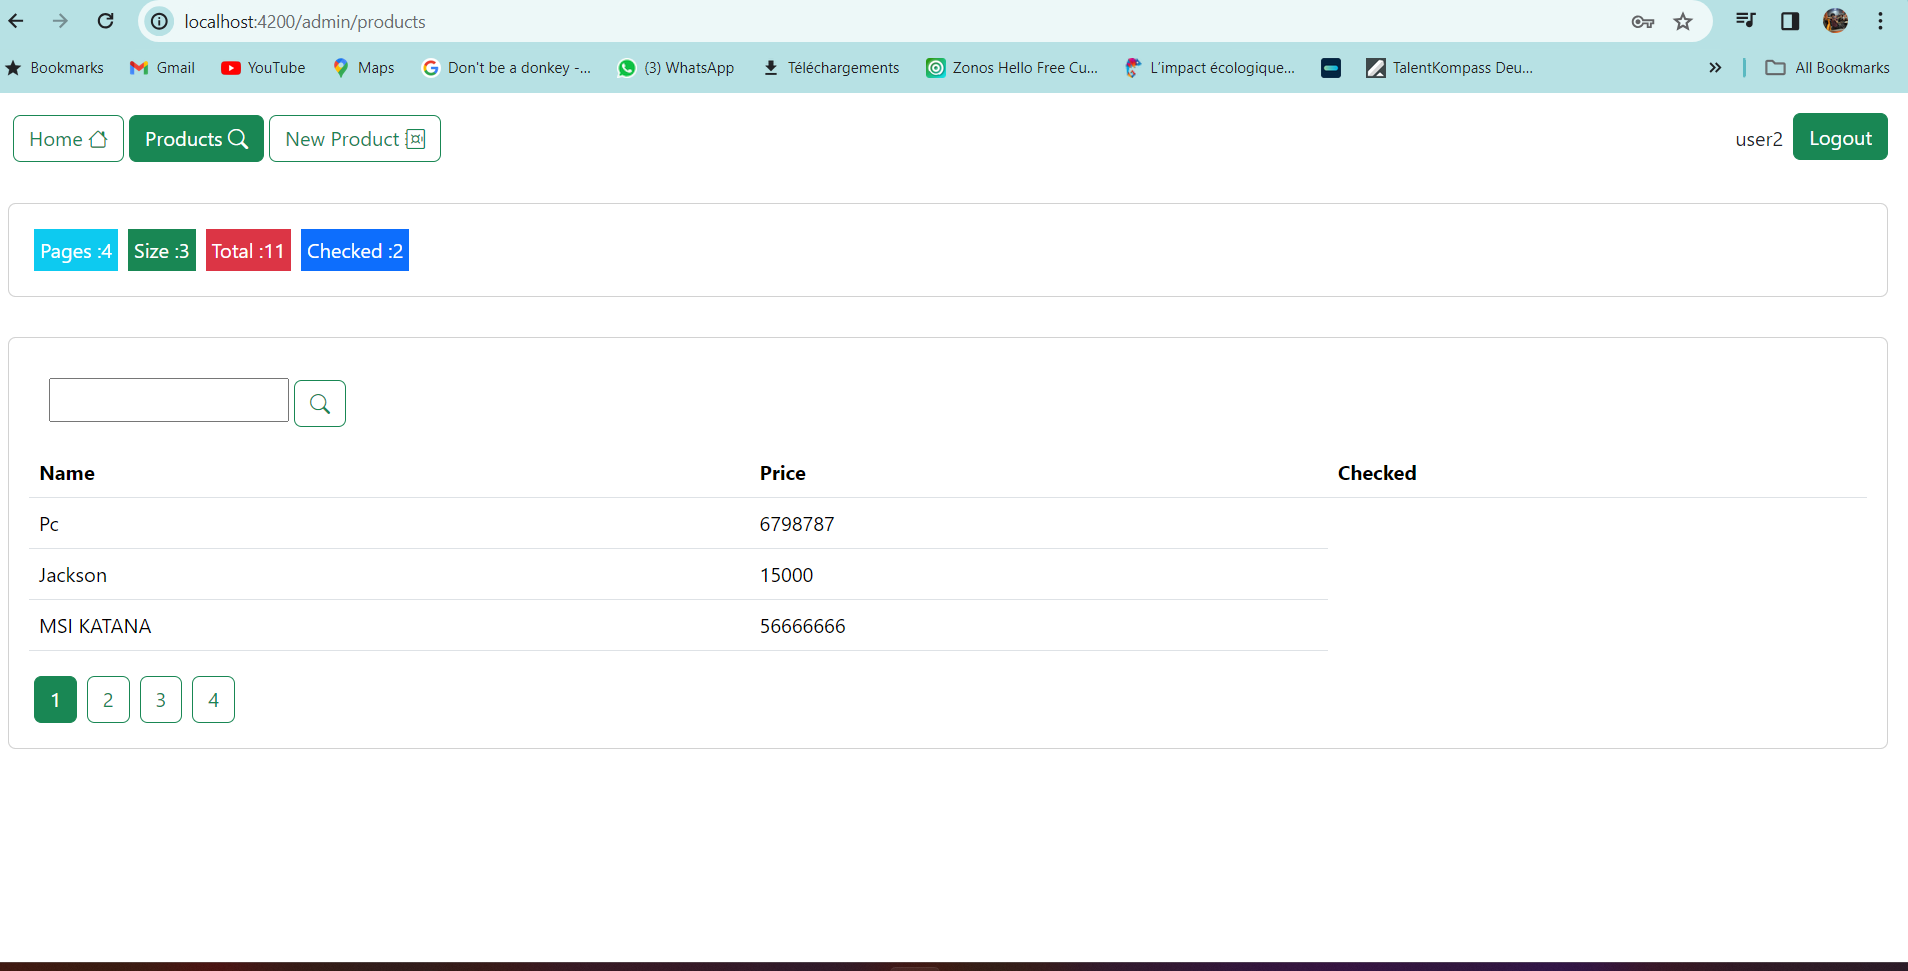 localhost:4200/admin/products
Bookmarks Gmail YouTube Maps Don't be a donkey -... (3) WhatsApp Téléchargements Zonos Hello Free Cu... L'impact écologique... TalentKompass Deu... All Bookmarks
Home Products New Product user2 Logout
Pages :4 Size :3 Total :11 Checked :2
Name Price Checked
Pc 6798787
Jackson 15000
MSI KATANA 56666666
1 2 3 4